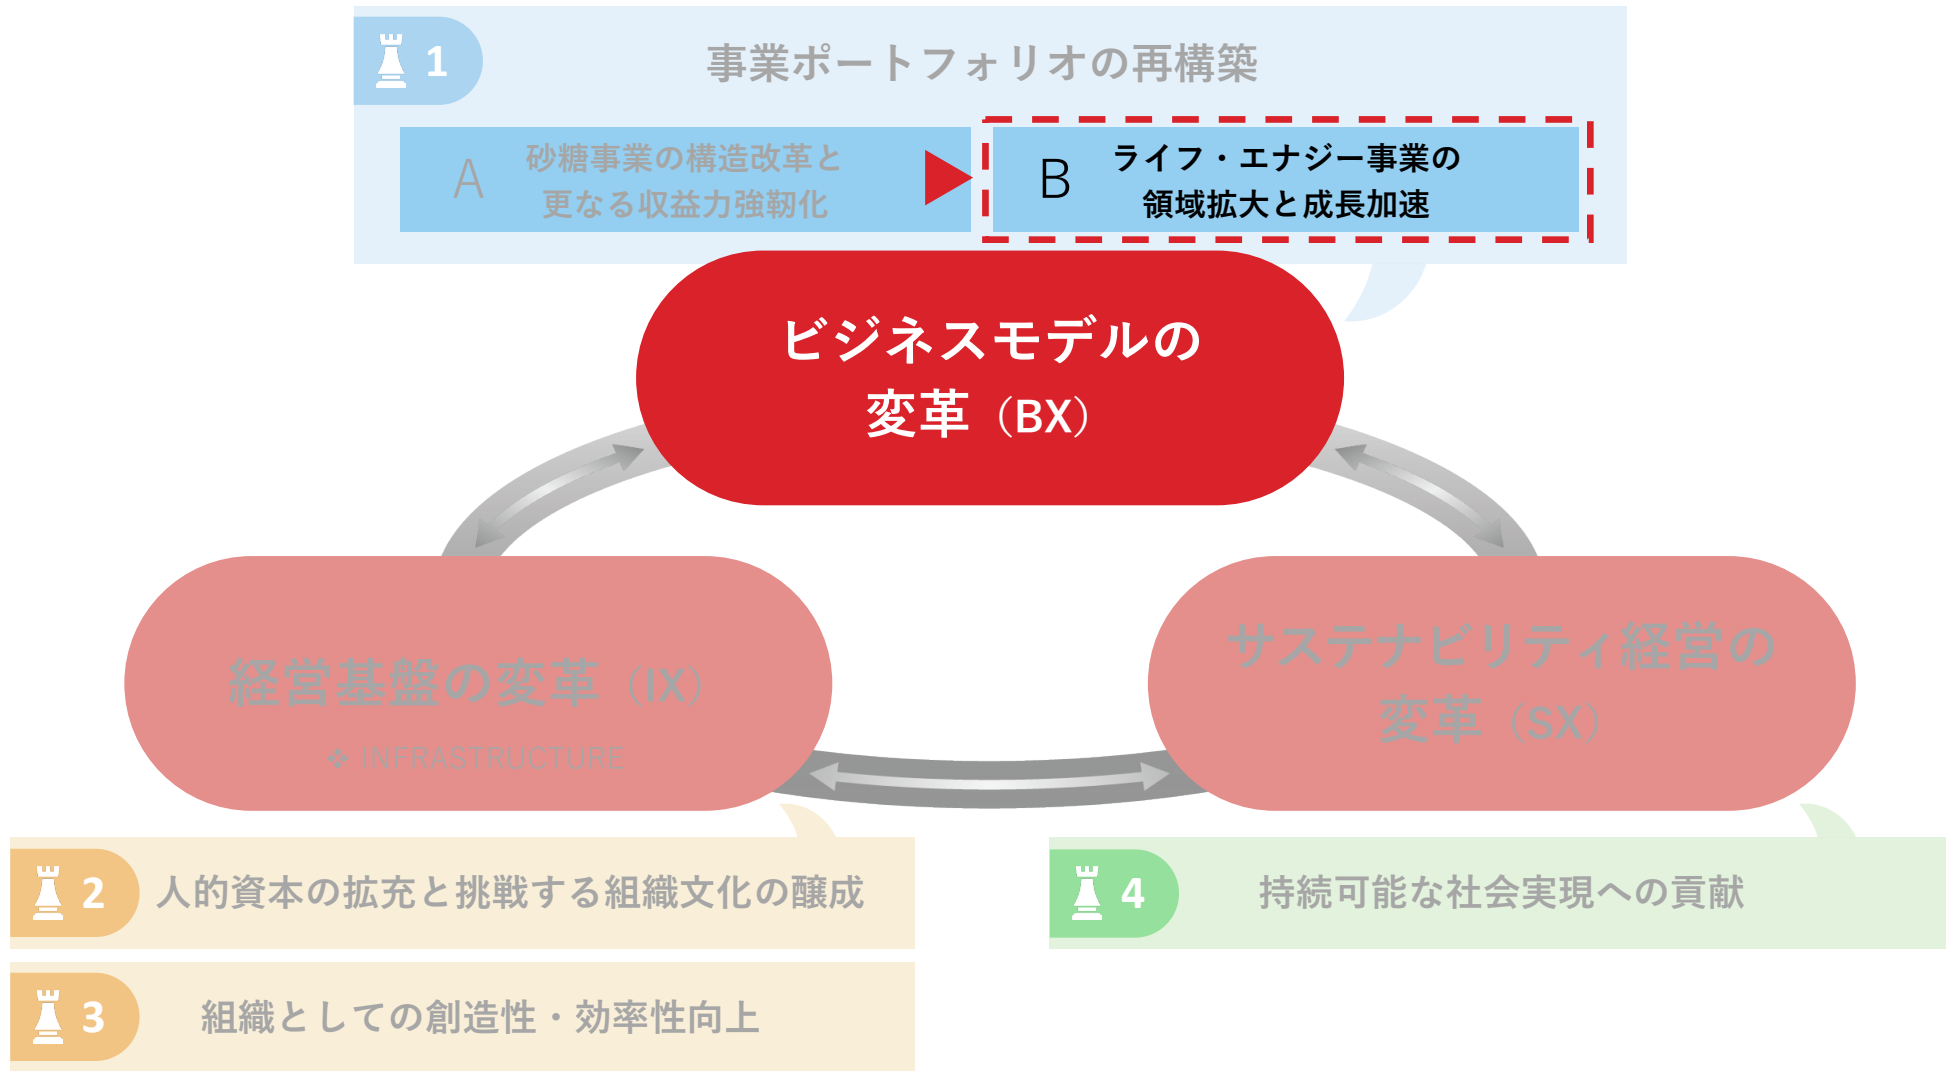 1
事業ポートフォリオの再構築
A
砂糖事業の構造改革と
更なる収益力強靭化
B
ライフ・エナジー事業の
領域拡大と成長加速
ビジネスモデルの
変革（BX）
経営基盤の変革（IX）
❖ INFRASTRUCTURE
サステナビリティ経営の
変革（SX）
2
人的資本の拡充と挑戦する組織文化の醸成
3
組織としての創造性・効率性向上
4
持続可能な社会実現への貢献